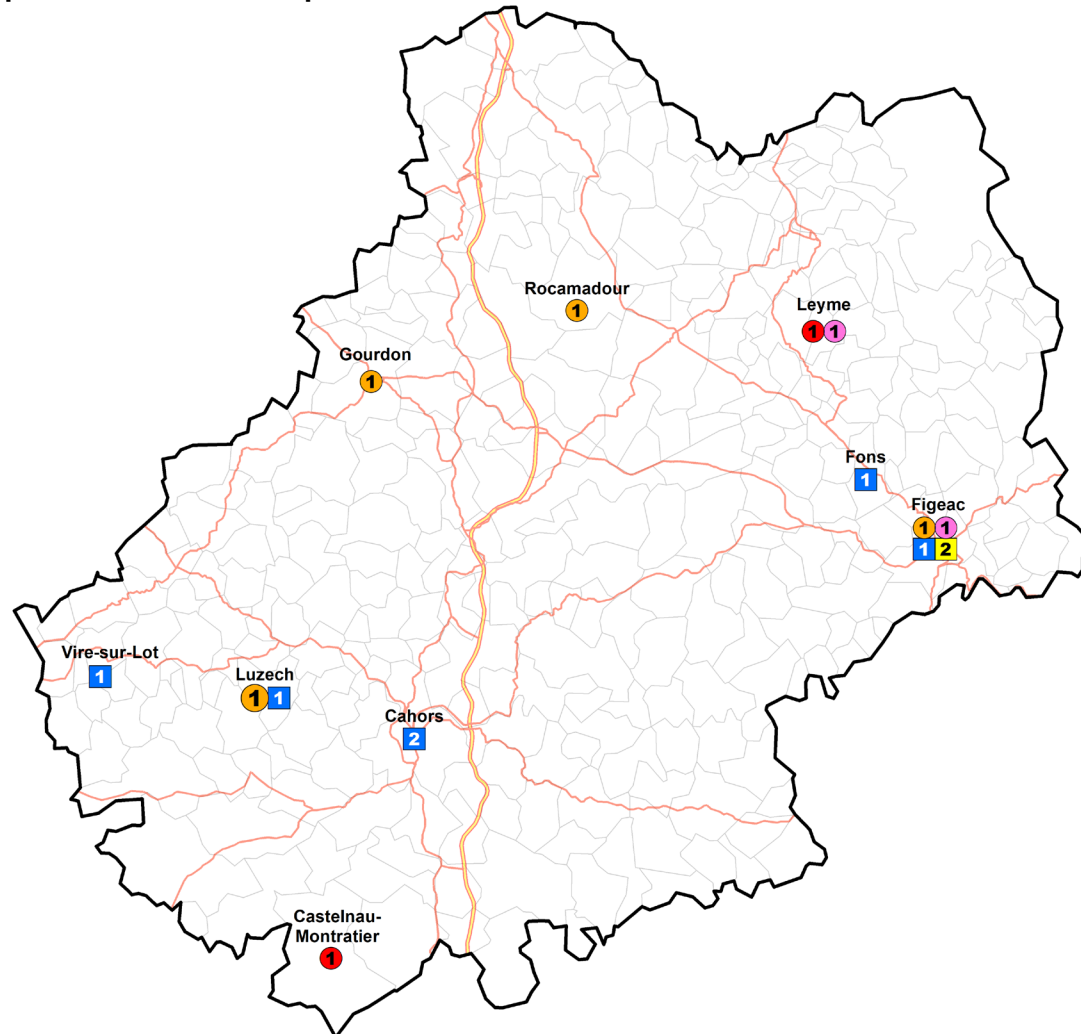 Rocamadour
1
Leyme
1 1
Gourdon
1
Fons
1
Figeac
1 1
1 2
Vire-sur-Lot
1
Luzech
1 1
Cahors
2
Castelnau-
Montratier
1